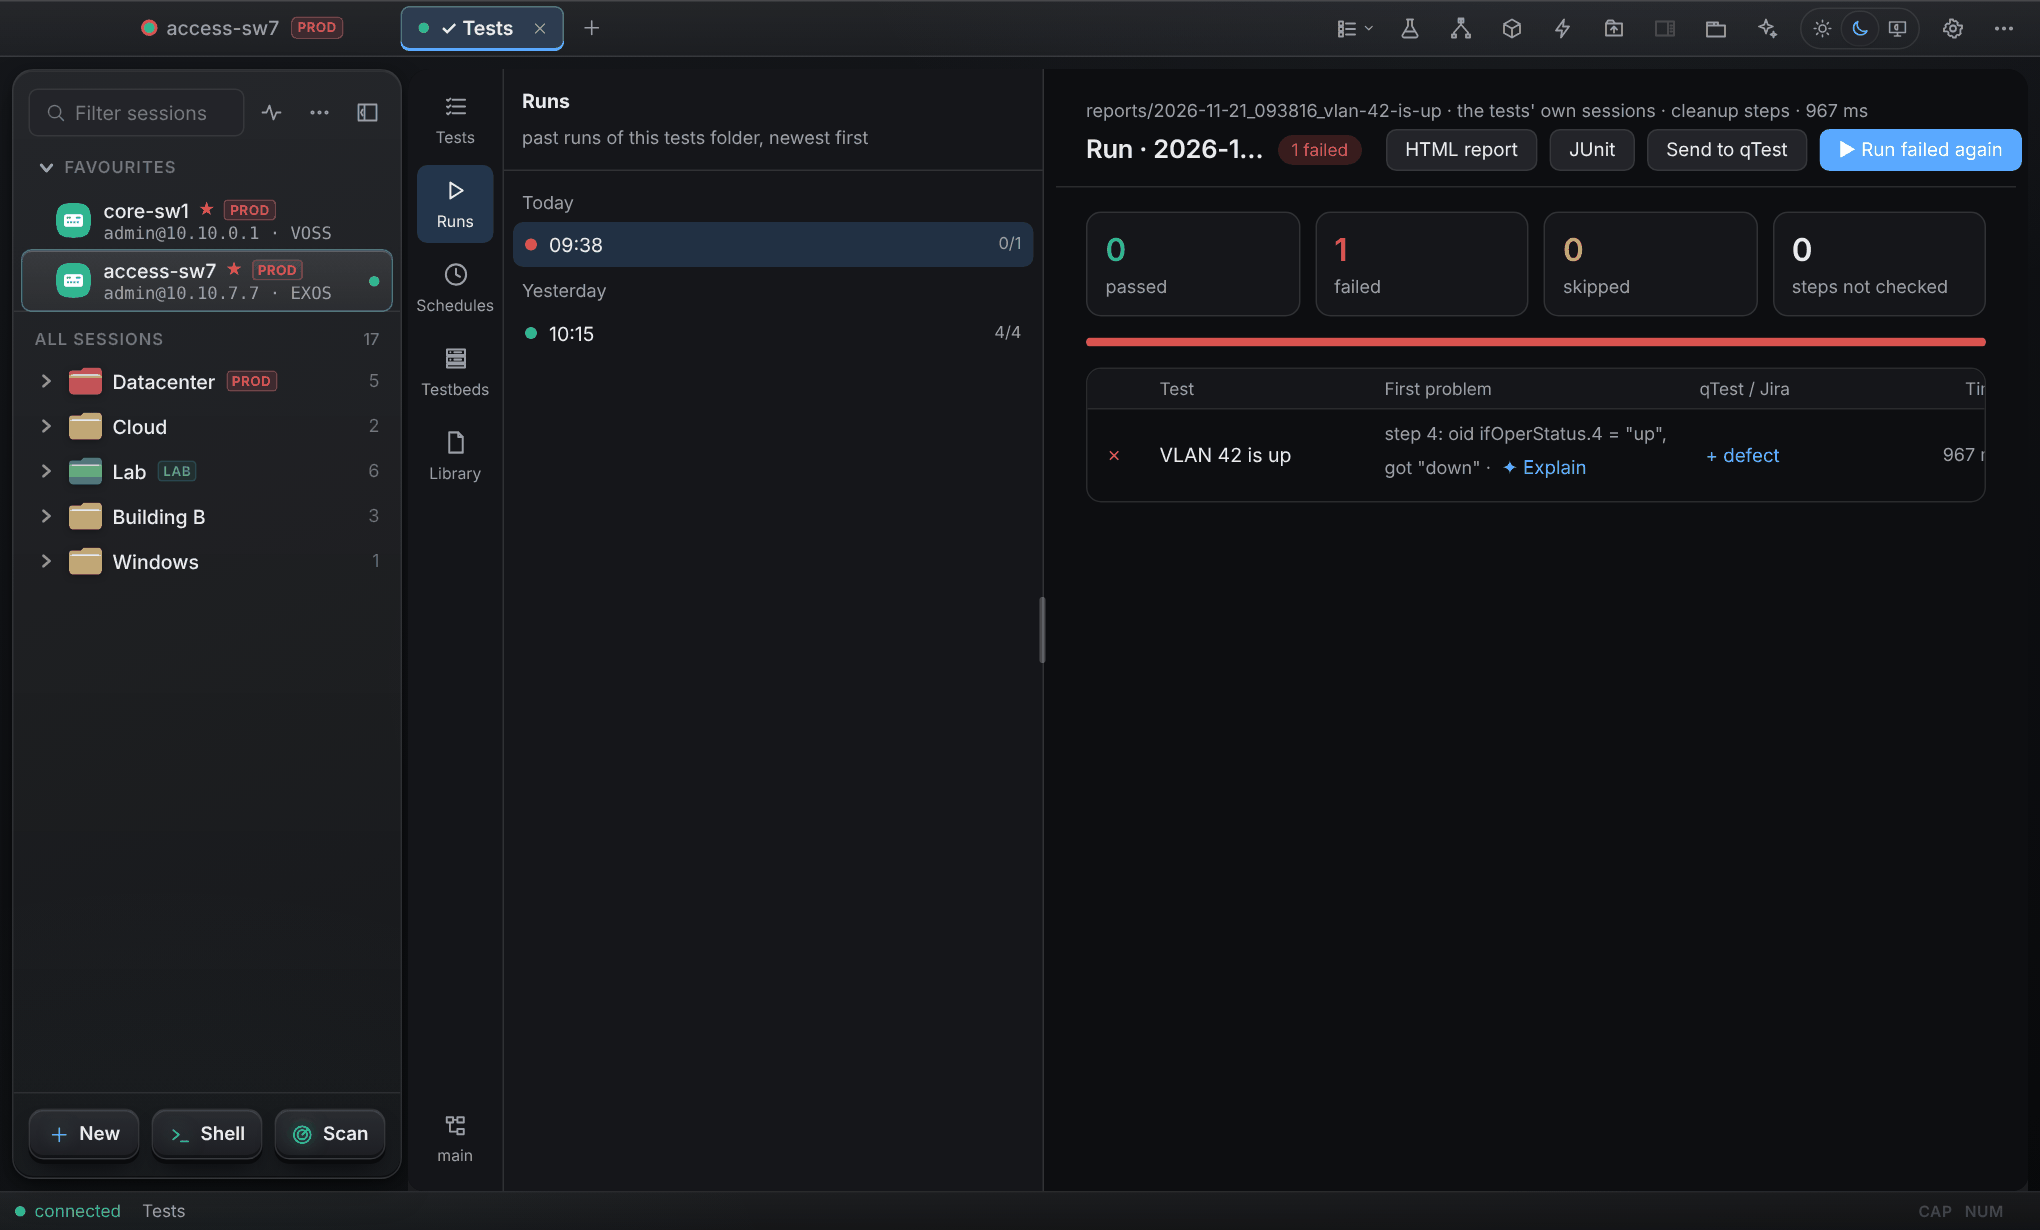 access-sw7 PROD
✓ Tests
Filter sessions
FAVOURITES
core-sw1 ★ PROD
admin@10.10.0.1 · VOSS
access-sw7 ★ PROD
admin@10.10.7.7 · EXOS
ALL SESSIONS 17
Datacenter PROD 5
Cloud 2
Lab LAB 6
Building B 3
Windows 1
+ New
>_ Shell
Scan
Tests
Runs
Schedules
Testbeds
Library
main
Runs
past runs of this tests folder, newest first
Today
09:38 0/1
Yesterday
10:15 4/4
reports/2026-11-21_093816_vlan-42-is-up · the tests' own sessions · cleanup steps · 967 ms
Run · 2026-1... 1 failed HTML report JUnit Send to qTest ▶ Run failed again
0 passed
1 failed
0 skipped
0 steps not checked
Test First problem qTest / Jira
× VLAN 42 is up
step 4: oid ifOperStatus.4 = "up",
got "down" · ✦ Explain
+ defect
967
connected Tests
CAP NUM